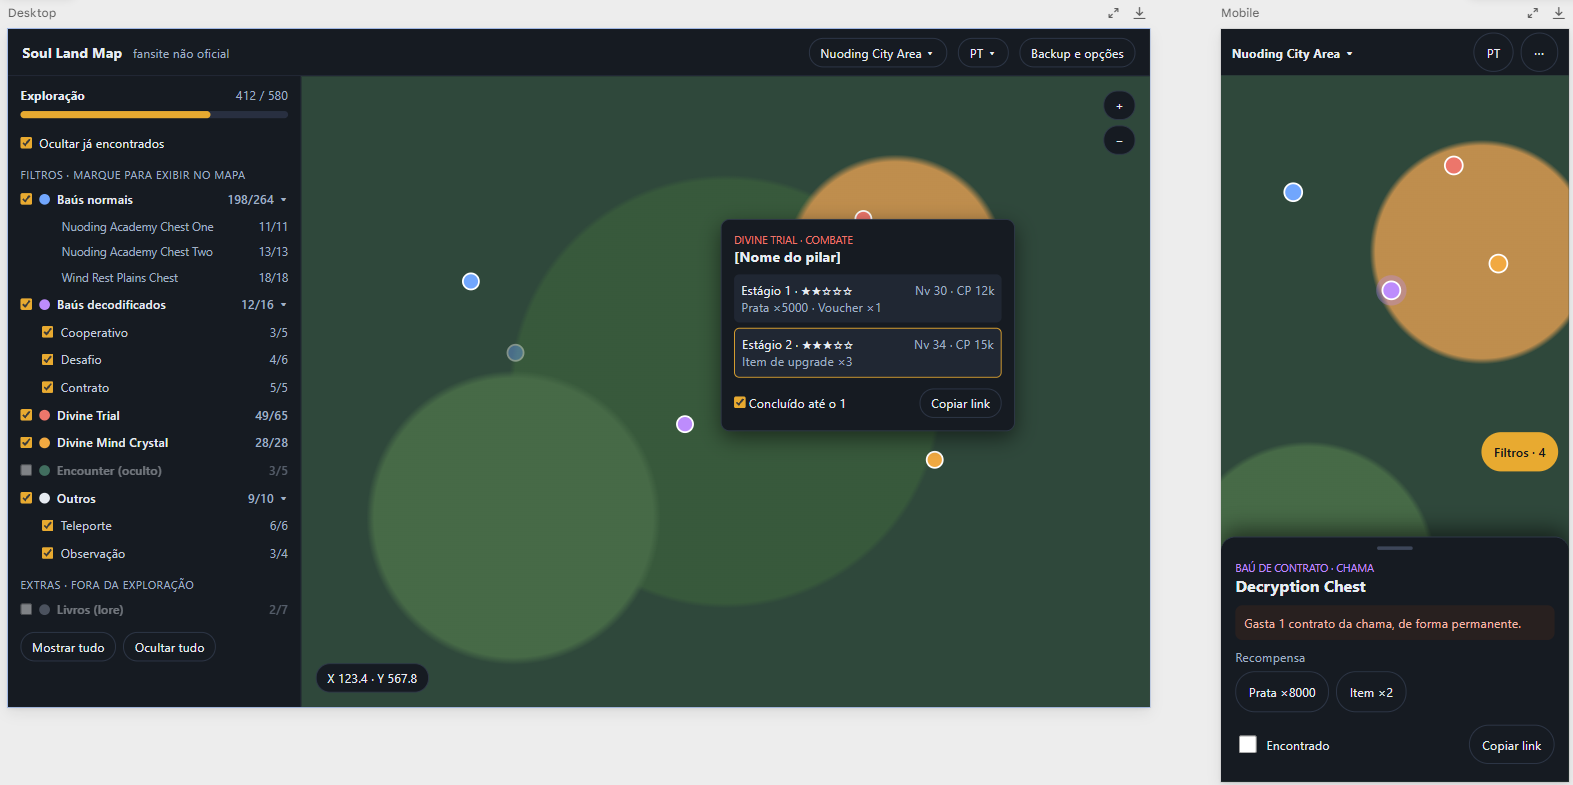 Desktop
Soul Land Map fansite não oficial
Nuoding City Area
PT
Backup e opções
Exploração 412 / 580
Ocultar já encontrados
FILTROS · MARQUE PARA EXIBIR NO MAPA
Baús normais 198/264
Nuoding Academy Chest One 11/11
Nuoding Academy Chest Two 13/13
Wind Rest Plains Chest 18/18
Baús decodificados 12/16
Cooperativo 3/5
Desafio 4/6
Contrato 5/5
Divine Trial 49/65
Divine Mind Crystal 28/28
Encounter (oculto) 3/5
Outros 9/10
Teleporte 6/6
Observação 3/4
EXTRAS · FORA DA EXPLORAÇÃO
Livros (lore) 2/7
Mostrar tudo
Ocultar tudo
+
−
DIVINE TRIAL · COMBATE
[Nome do pilar]
Estágio 1 · ★★☆☆☆ Nv 30 · CP 12k
Prata ×5000 · Voucher ×1
Estágio 2 · ★★★☆☆ Nv 34 · CP 15k
Item de upgrade ×3
Concluído até o 1
Copiar link
X 123.4 · Y 567.8
Mobile
Nuoding City Area
PT
···
Filtros · 4
BAÚ DE CONTRATO · CHAMA
Decryption Chest
Gasta 1 contrato da chama, de forma permanente.
Recompensa
Prata ×8000
Item ×2
Encontrado
Copiar link